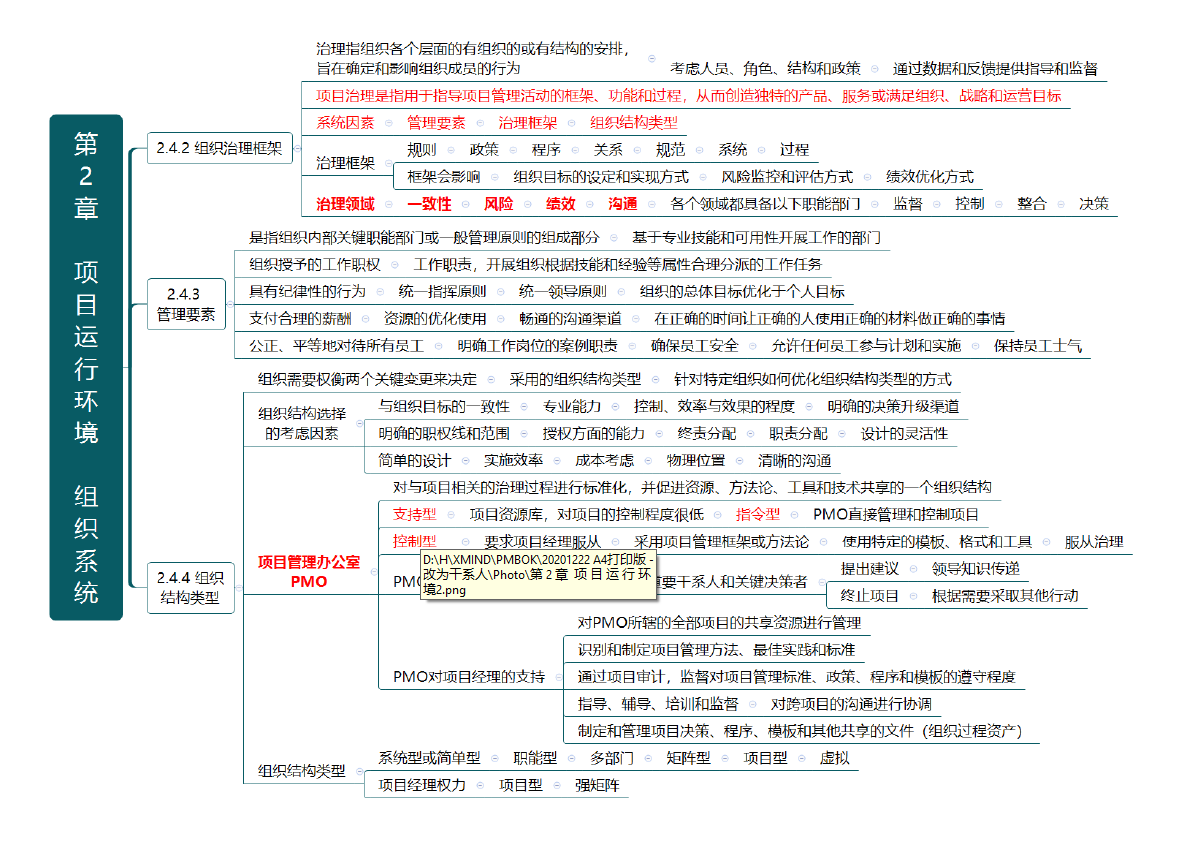 第2章 项目运行环境 组织系统
2.4.2 组织治理框架
治理指组织各个层面的有组织的或有结构的安排，
旨在确定和影响组织成员的行为
考虑人员、角色、结构和政策 通过数据和反馈提供指导和监督
项目治理是指用于指导项目管理活动的框架、功能和过程，从而创造独特的产品、服务或满足组织、战略和运营目标
系统因素 管理要素 治理框架 组织结构类型
治理框架
规则 政策 程序 关系 规范 系统 过程
框架会影响 组织目标的设定和实现方式 风险监控和评估方式 绩效优化方式
治理领域 一致性 风险 绩效 沟通 各个领域都具备以下职能部门 监督 控制 整合 决策
2.4.3
管理要素
是指组织内部关键职能部门或一般管理原则的组成部分 基于专业技能和可用性开展工作的部门
组织授予的工作职权 工作职责，开展组织根据技能和经验等属性合理分派的工作任务
具有纪律性的行为 统一指挥原则 统一领导原则 组织的总体目标优化于个人目标
支付合理的薪酬 资源的优化使用 畅通的沟通渠道 在正确的时间让正确的人使用正确的材料做正确的事情
公正、平等地对待所有员工 明确工作岗位的案例职责 确保员工安全 允许任何员工参与计划和实施 保持员工士气
2.4.4 组织
结构类型
组织需要权衡两个关键变更来决定 采用的组织结构类型 针对特定组织如何优化组织结构类型的方式
组织结构选择
的考虑因素
与组织目标的一致性 专业能力 控制、效率与效果的程度 明确的决策升级渠道
明确的职权线和范围 授权方面的能力 终责分配 职责分配 设计的灵活性
简单的设计 实施效率 成本考虑 物理位置 清晰的沟通
项目管理办公室
PMO
对与项目相关的治理过程进行标准化，并促进资源、方法论、工具和技术共享的一个组织结构
支持型 项目资源库，对项目的控制程度很低 指令型 PMO直接管理和控制项目
控制型 要求项目经理服从 采用项目管理框架或方法论 使用特定的模板、格式和工具 服从治理
D:\H\XMIND\PMBOK\20201222 A4打印版 -
改为干系人\Photo\第 2 章 项 目 运 行 环
境2.png
PMO 重要干系人和关键决策者
提出建议 领导知识传递
终止项目 根据需要采取其他行动
PMO对项目经理的支持
对PMO所辖的全部项目的共享资源进行管理
识别和制定项目管理方法、最佳实践和标准
通过项目审计，监督对项目管理标准、政策、程序和模板的遵守程度
指导、辅导、培训和监督 对跨项目的沟通进行协调
制定和管理项目决策、程序、模板和其他共享的文件（组织过程资产）
组织结构类型
系统型或简单型 职能型 多部门 矩阵型 项目型 虚拟
项目经理权力 项目型 强矩阵